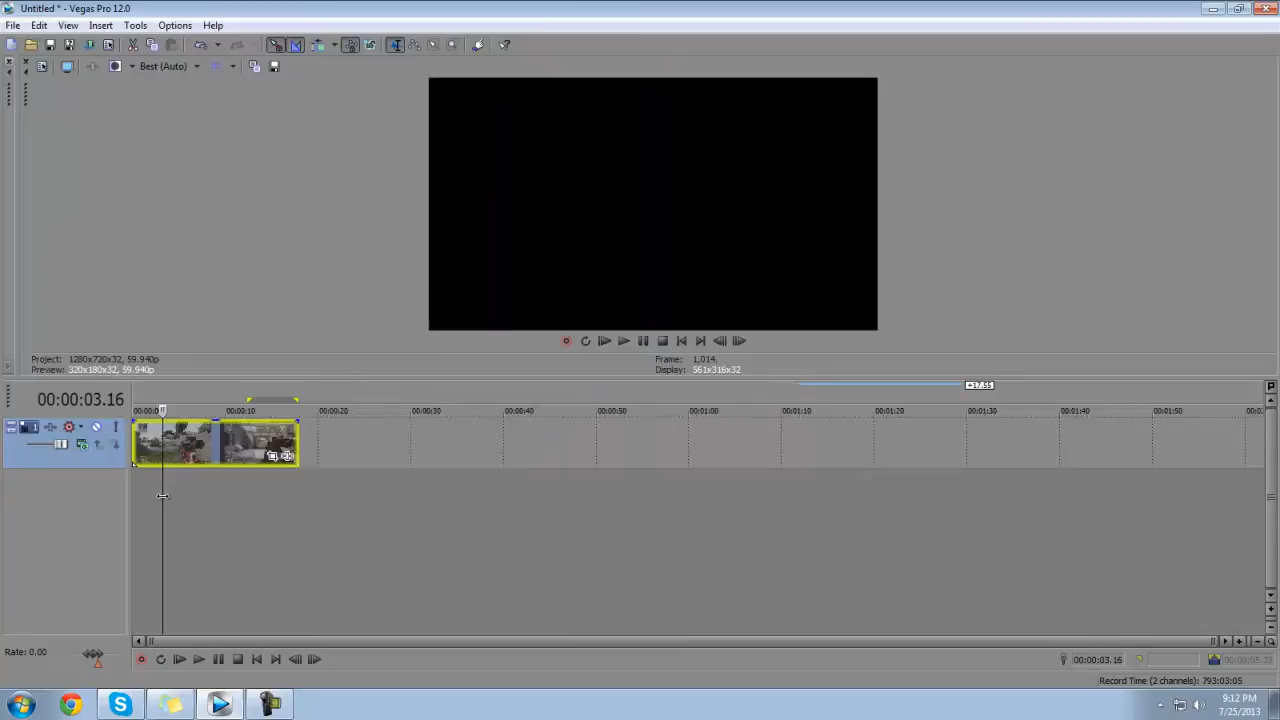 Untitled * - Vegas Pro 12.0
File Edit View Insert Tools Options Help
Best (Auto)
Project: 1280x720x32, 59.940p
Preview: 320x180x32, 59.940p
Frame: 1,014.
Display: 561x316x32
+17.55
00:00:03.16
00:00:10 00:00:20 00:00:30 00:00:40 00:00:50 00:01:00 00:01:10 00:01:20 00:01:30 00:01:40 00:01:50
1
Rate: 0.00
00:00:03.16
Record Time (2 channels): 793:03:05
9:12 PM
7/25/2013